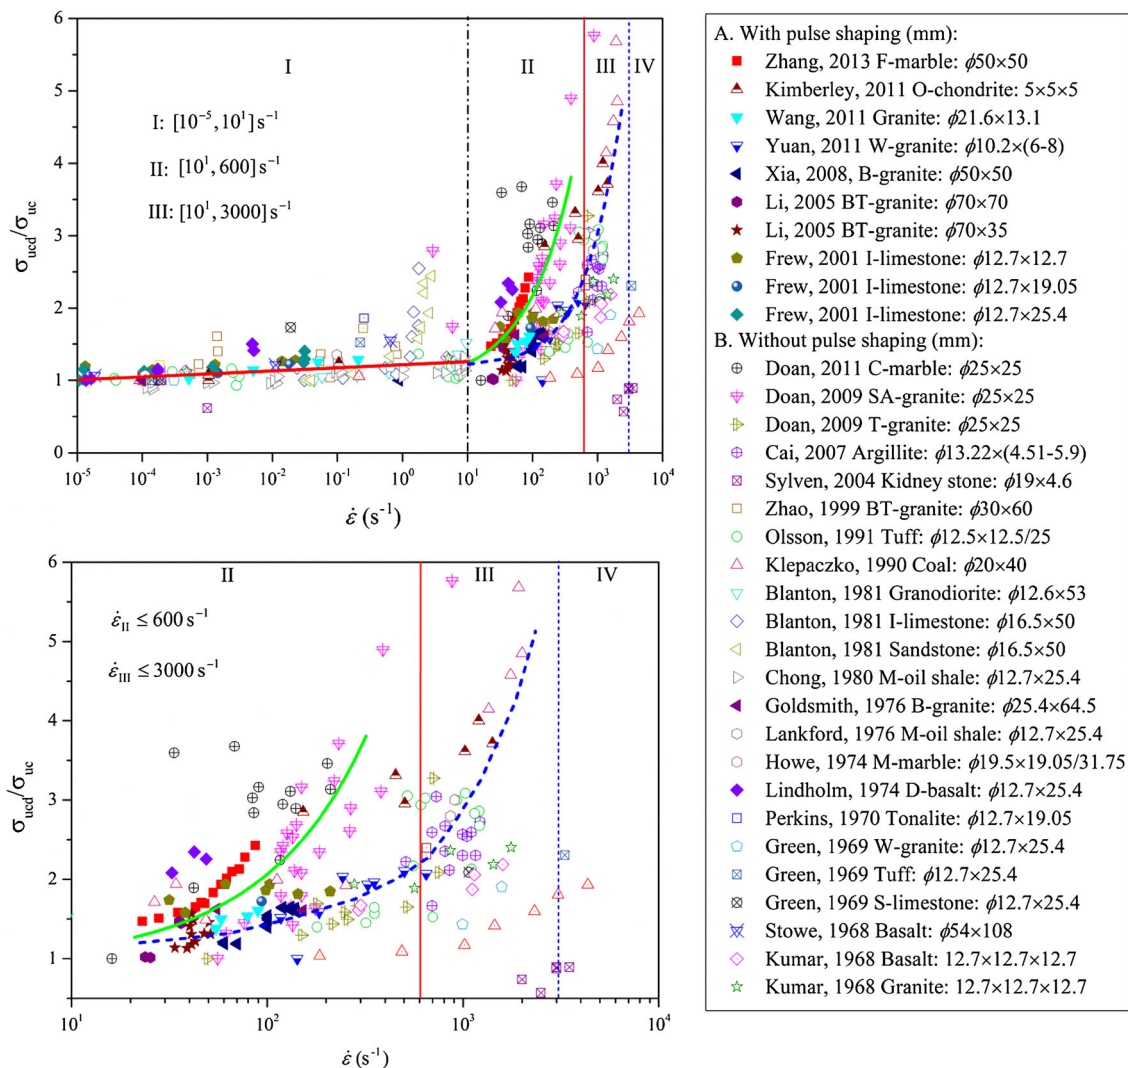 6
5
4
3
2
1
0
σucd/σuc
I
II
III
IV
I: [10⁻⁵, 10¹] s⁻¹
II: [10¹, 600] s⁻¹
III: [10¹, 3000] s⁻¹
10⁻⁵ 10⁻⁴ 10⁻³ 10⁻² 10⁻¹ 10⁰ 10¹ 10² 10³ 10⁴
ε̇ (s⁻¹)
6
5
4
3
2
1
σucd/σuc
II
III
IV
ε̇II ≤ 600 s⁻¹
ε̇III ≤ 3000 s⁻¹
10¹ 10² 10³ 10⁴
ε̇ (s⁻¹)
A. With pulse shaping (mm):
Zhang, 2013 F-marble: ϕ50×50
Kimberley, 2011 O-chondrite: 5×5×5
Wang, 2011 Granite: ϕ21.6×13.1
Yuan, 2011 W-granite: ϕ10.2×(6-8)
Xia, 2008, B-granite: ϕ50×50
Li, 2005 BT-granite: ϕ70×70
Li, 2005 BT-granite: ϕ70×35
Frew, 2001 I-limestone: ϕ12.7×12.7
Frew, 2001 I-limestone: ϕ12.7×19.05
Frew, 2001 I-limestone: ϕ12.7×25.4
B. Without pulse shaping (mm):
Doan, 2011 C-marble: ϕ25×25
Doan, 2009 SA-granite: ϕ25×25
Doan, 2009 T-granite: ϕ25×25
Cai, 2007 Argillite: ϕ13.22×(4.51-5.9)
Sylven, 2004 Kidney stone: ϕ19×4.6
Zhao, 1999 BT-granite: ϕ30×60
Olsson, 1991 Tuff: ϕ12.5×12.5/25
Klepaczko, 1990 Coal: ϕ20×40
Blanton, 1981 Granodiorite: ϕ12.6×53
Blanton, 1981 I-limestone: ϕ16.5×50
Blanton, 1981 Sandstone: ϕ16.5×50
Chong, 1980 M-oil shale: ϕ12.7×25.4
Goldsmith, 1976 B-granite: ϕ25.4×64.5
Lankford, 1976 M-oil shale: ϕ12.7×25.4
Howe, 1974 M-marble: ϕ19.5×19.05/31.75
Lindholm, 1974 D-basalt: ϕ12.7×25.4
Perkins, 1970 Tonalite: ϕ12.7×19.05
Green, 1969 W-granite: ϕ12.7×25.4
Green, 1969 Tuff: ϕ12.7×25.4
Green, 1969 S-limestone: ϕ12.7×25.4
Stowe, 1968 Basalt: ϕ54×108
Kumar, 1968 Basalt: 12.7×12.7×12.7
Kumar, 1968 Granite: 12.7×12.7×12.7